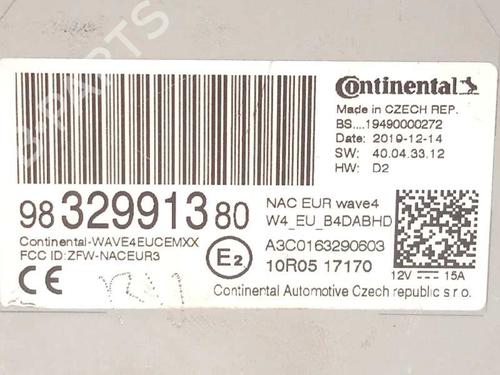 Continental
Made in CZECH REP.
BS....19490000272
Date: 2019-12-14
SW: 40.04.33.12
HW: D2
98 3299913 80
NAC EUR wave4
W4_EU_B4DABHD
Continental-WAVE4EUCEMXX
FCC ID:ZFW-NACEUR3
CE
E2
A3C0163290603
10R05 17170
12V 15A
Continental Automotive Czech republic s r o.